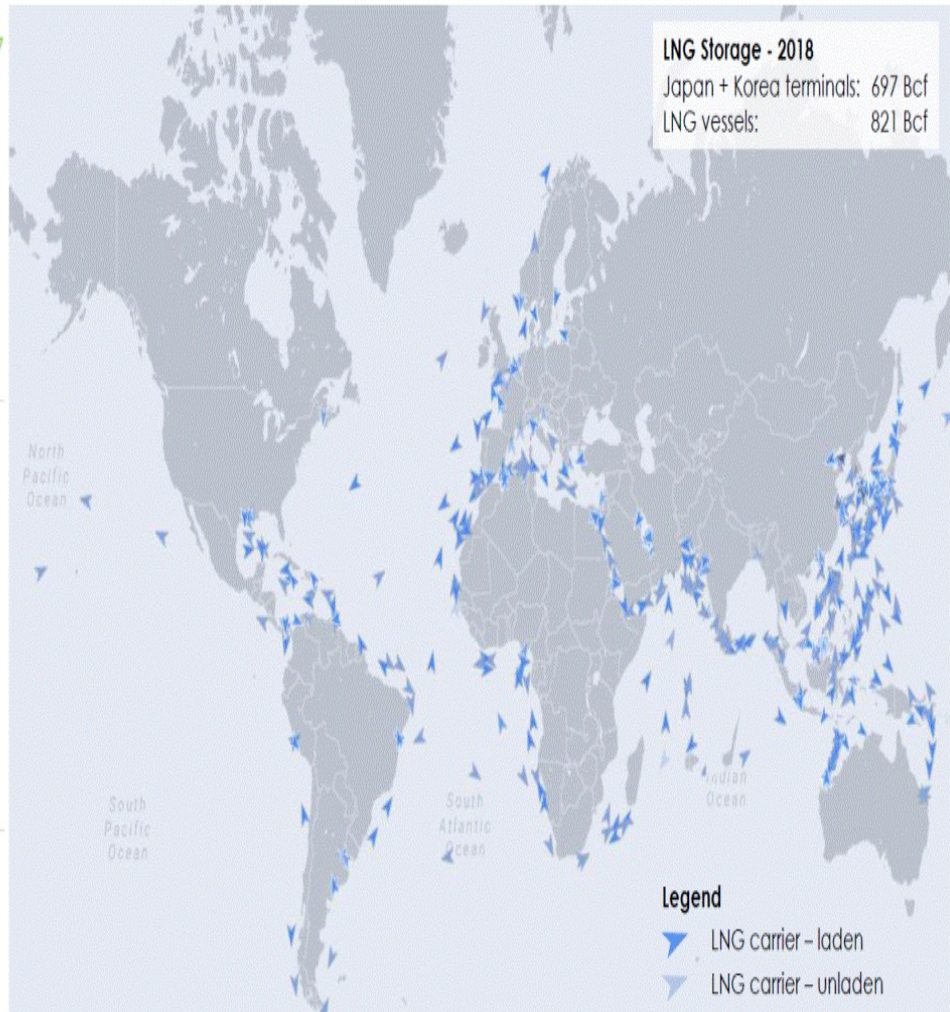 LNG Storage - 2018
Japan + Korea terminals: 697 Bcf
LNG vessels: 821 Bcf
North
Pacific
Ocean
South
Pacific
Ocean
South
Atlantic
Ocean
Indian
Ocean
Legend
LNG carrier – laden
LNG carrier – unladen